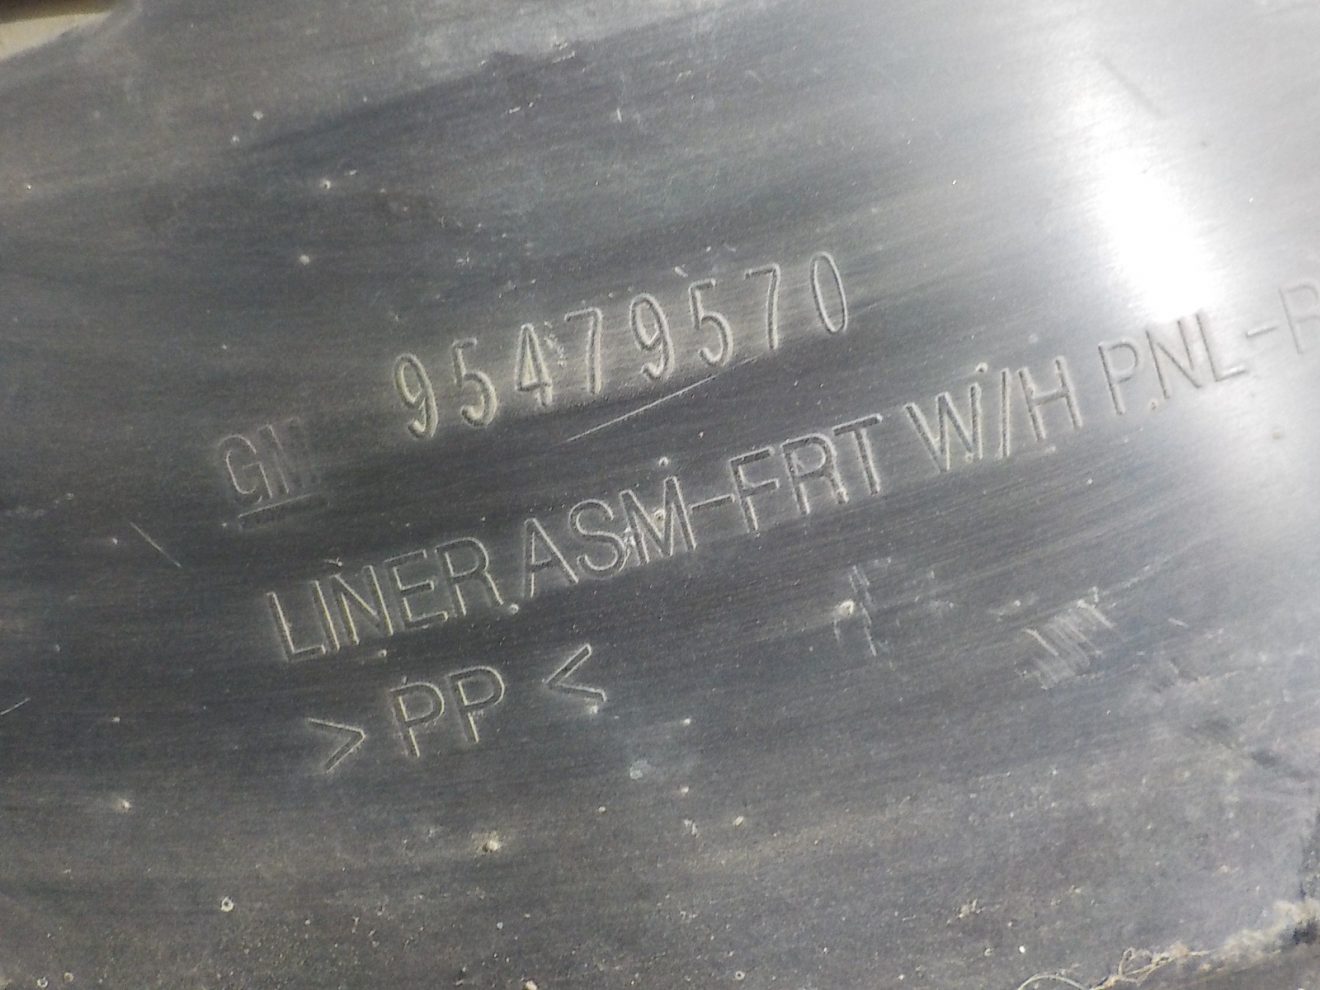 GM 95479570
LINER ASM-FRT W/H PNL-R
>PP<